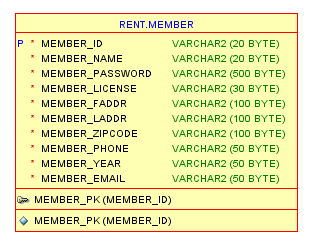 RENT.MEMBER
P * MEMBER_ID VARCHAR2 (20 BYTE)
* MEMBER_NAME VARCHAR2 (20 BYTE)
* MEMBER_PASSWORD VARCHAR2 (500 BYTE)
* MEMBER_LICENSE VARCHAR2 (30 BYTE)
* MEMBER_FADDR VARCHAR2 (100 BYTE)
* MEMBER_LADDR VARCHAR2 (100 BYTE)
* MEMBER_ZIPCODE VARCHAR2 (100 BYTE)
* MEMBER_PHONE VARCHAR2 (50 BYTE)
* MEMBER_YEAR VARCHAR2 (50 BYTE)
* MEMBER_EMAIL VARCHAR2 (50 BYTE)
MEMBER_PK (MEMBER_ID)
MEMBER_PK (MEMBER_ID)